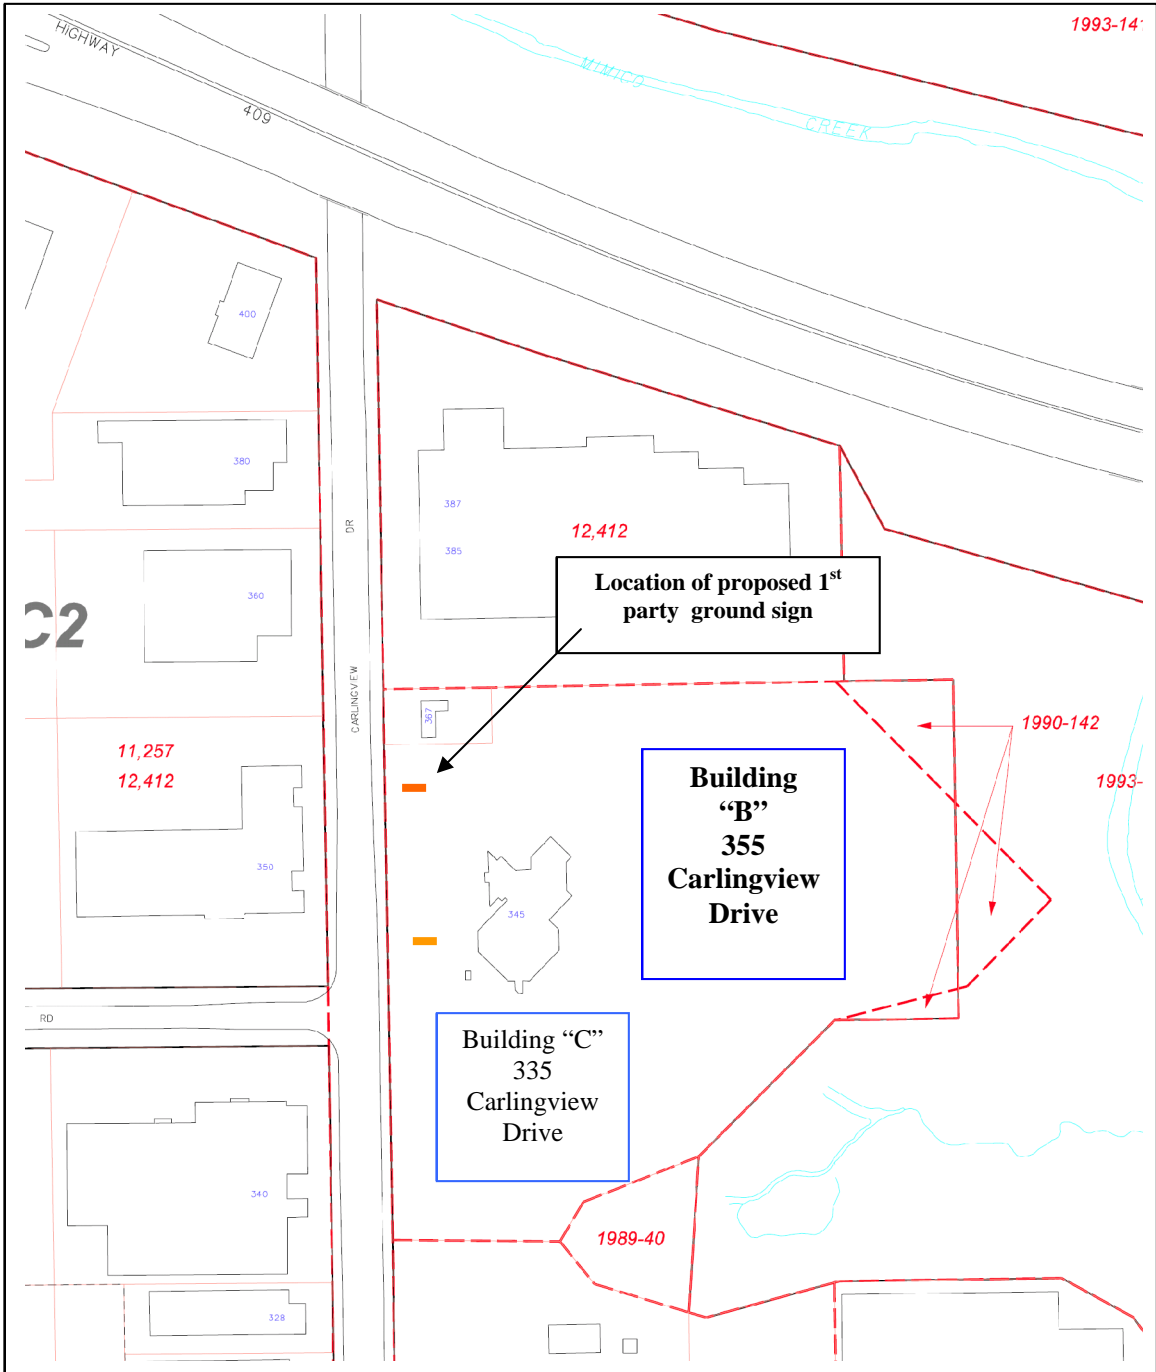 HIGHWAY
409
MIMICO
CREEK
1993-14
400
380
387
385
12,412
DR
Location of proposed 1st
party ground sign
360
C2
CARLINGVIEW
367
11,257
12,412
1990-142
1993-
Building
“B”
355
Carlingview
Drive
350
345
RD
Building “C”
335
Carlingview
Drive
340
1989-40
328